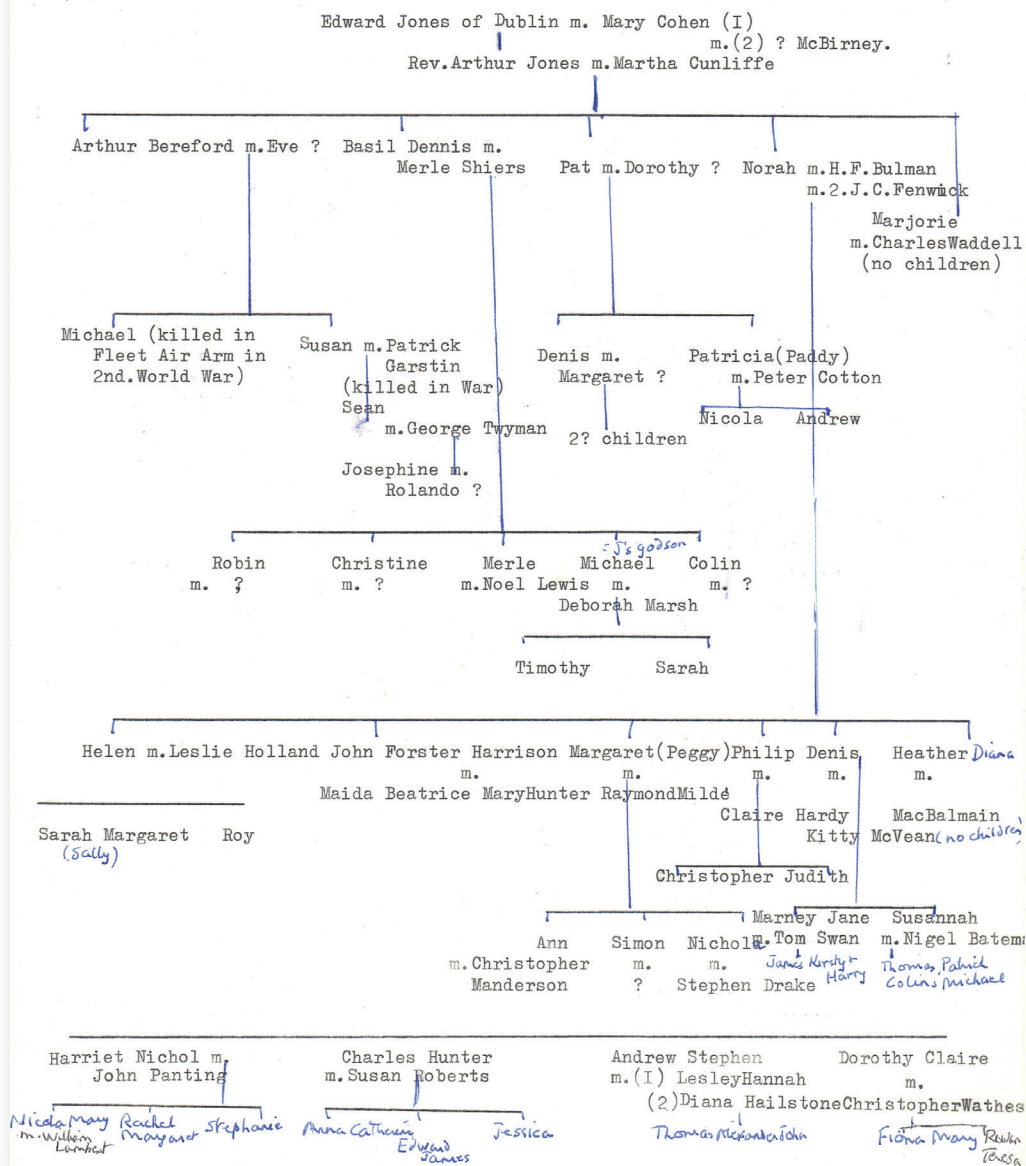 Edward Jones of Dublin m. Mary Cohen (I)
m.(2) ? McBirney.
Rev.Arthur Jones m.Martha Cunliffe
Arthur Bereford m.Eve ? Basil Dennis m. Pat m.Dorothy ? Norah m.H.F.Bulman
Merle Shiers m.2.J.C.Fenwick
Marjorie
m.CharlesWaddell
(no children)
Michael (killed in
Fleet Air Arm in
2nd.World War)
Susan m.Patrick
Garstin
(killed in War)
Sean
m.George Twyman
Josephine m.
Rolando ?
Denis m.
Margaret ?
2? children
Patricia(Paddy)
m.Peter Cotton
Nicola Andrew
= J's godson
Robin Christine Merle Michael Colin
m. ? m. ? m.Noel Lewis m. m. ?
Deborah Marsh
Timothy Sarah
Helen m.Leslie Holland John Forster Harrison Margaret(Peggy)Philip Denis Heather Diana
m. m. m. m. m.
Maida Beatrice MaryHunter RaymondMilde
Claire Hardy MacBalmain
Kitty McVean (no children)
Sarah Margaret Roy
(Sally)
Christopher Judith
Marney Jane Susannah
Ann Simon Nichola m.Tom Swan m.Nigel Batema
m.Christopher m. m. James Kirsty + Thomas, Patrick
Harry Colin & Michael
Manderson ? Stephen Drake
Harriet Nichol m. Charles Hunter Andrew Stephen Dorothy Claire
John Panting m.Susan Roberts m.(I) LesleyHannah m.
(2)Diana HailstoneChristopherWathes
Nicola Mary Rachel Stephanie Anna Catherine Jessica Thomas Alexander John Fiona Mary Rowan
m. William Margaret Edward Teresa
Lambert James